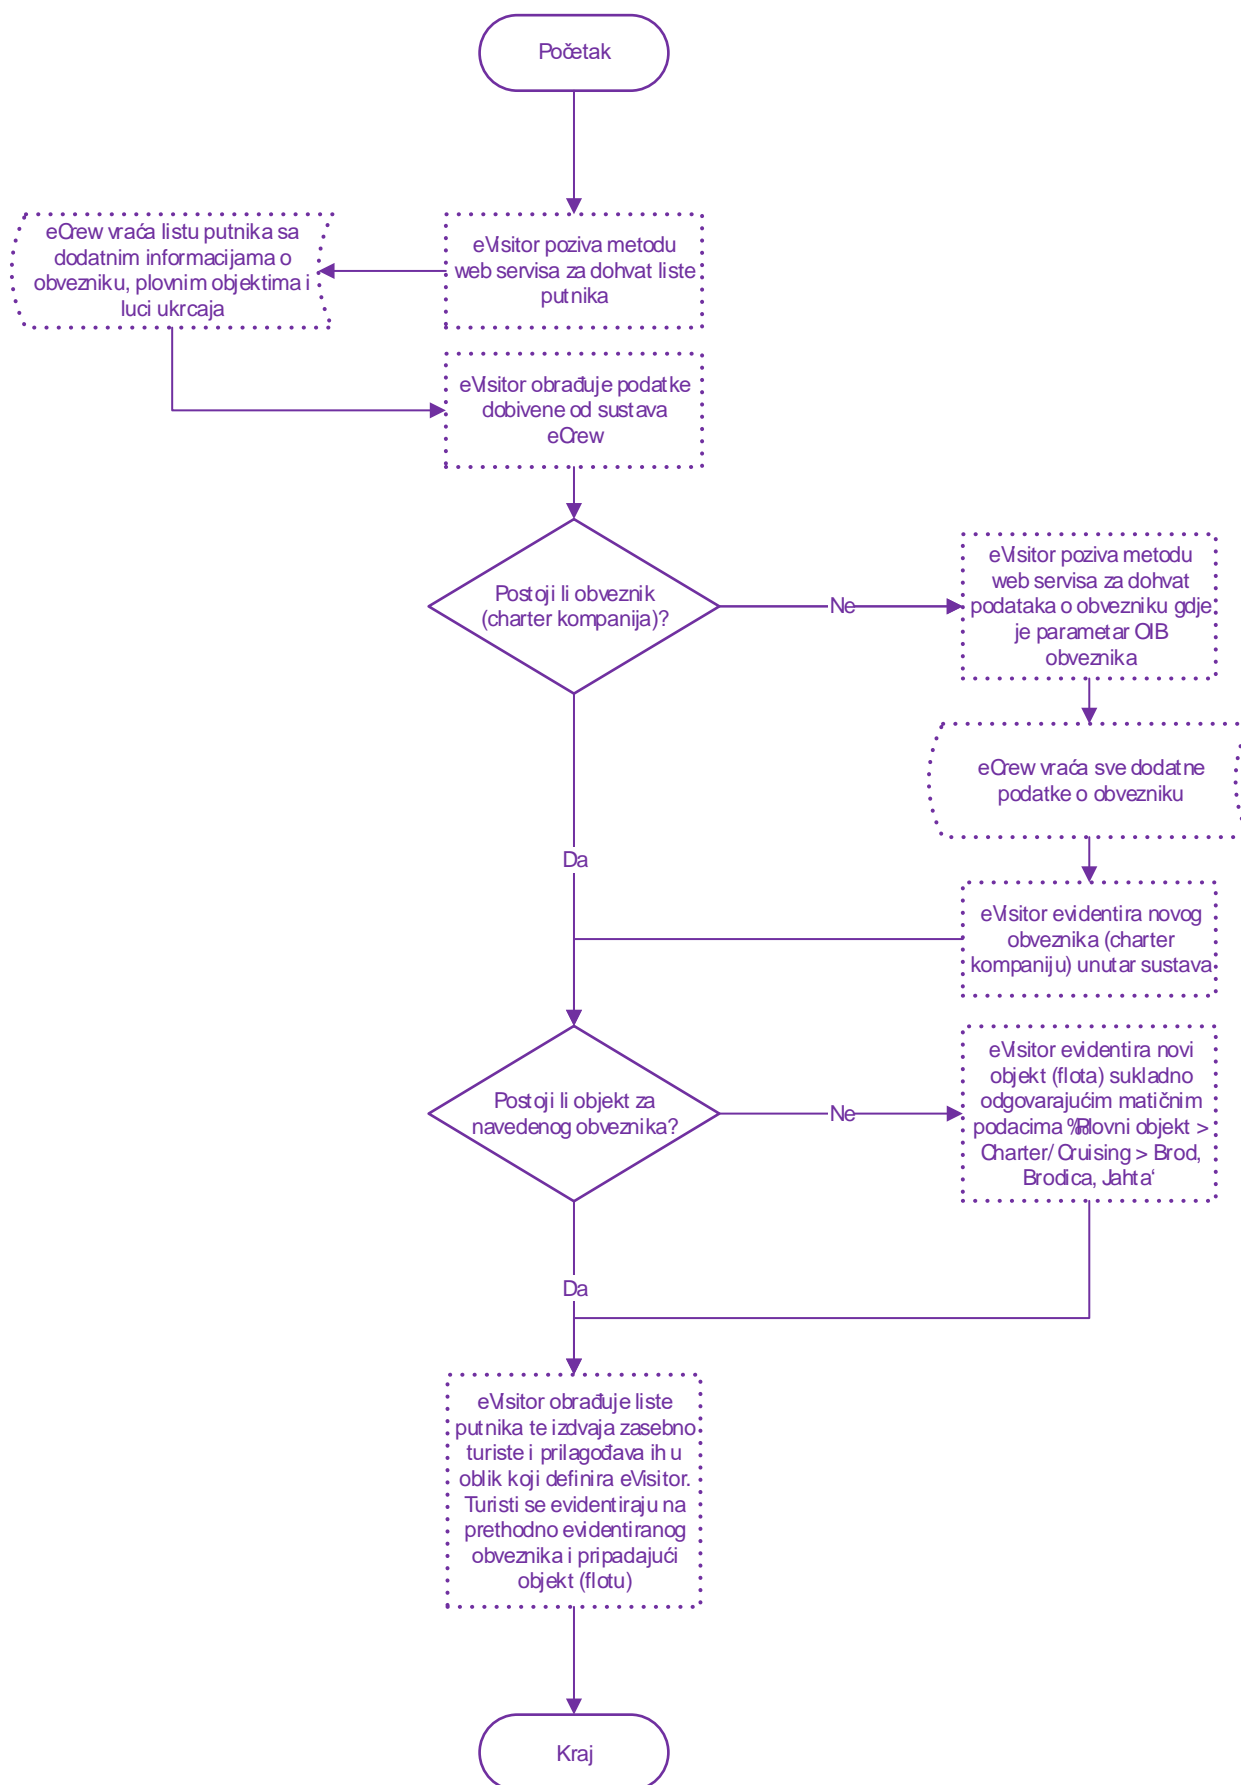 Početak
eVisitor poziva metodu
web servisa za dohvat liste
putnika
eCrew vraća listu putnika sa
dodatnim informacijama o
obvezniku, plovnim objektima i
luci ukrcaja
eVisitor obrađuje podatke
dobivene od sustava
eCrew
Postoji li obveznik
(charter kompanija)?
Ne
eVisitor poziva metodu
web servisa za dohvat
podataka o obvezniku gdje
je parametar OIB
obveznika
eCrew vraća sve dodatne
podatke o obvezniku
Da
eVisitor evidentira novog
obveznika (charter
kompaniju) unutar sustava
Postoji li objekt za
navedenog obveznika?
Ne
eVisitor evidentira novi
objekt (flota) sukladno
odgovarajućim matičnim
podacima Plovni objekt >
Charter/ Cruising > Brod,
Brodica, Jahta‘
Da
eVisitor obrađuje liste
putnika te izdvaja zasebno
turiste i prilagođava ih u
oblik koji definira eVisitor.
Turisti se evidentiraju na
prethodno evidentiranog
obveznika i pripadajući
objekt (flotu)
Kraj